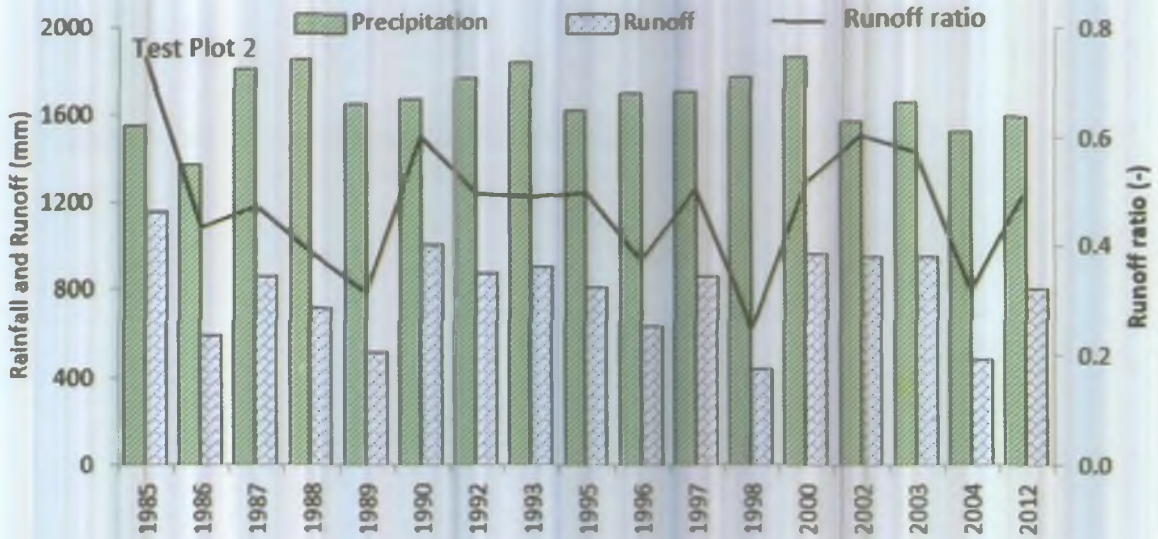 Precipitation Runoff Runoff ratio
Test Plot 2
Rainfall and Runoff (mm)
2000
1600
1200
800
400
0
0.8
0.6
0.4
0.2
0.0
Runoff ratio (-)
1985 1986 1987 1988 1989 1990 1992 1993 1995 1996 1997 1998 2000 2002 2003 2004 2012